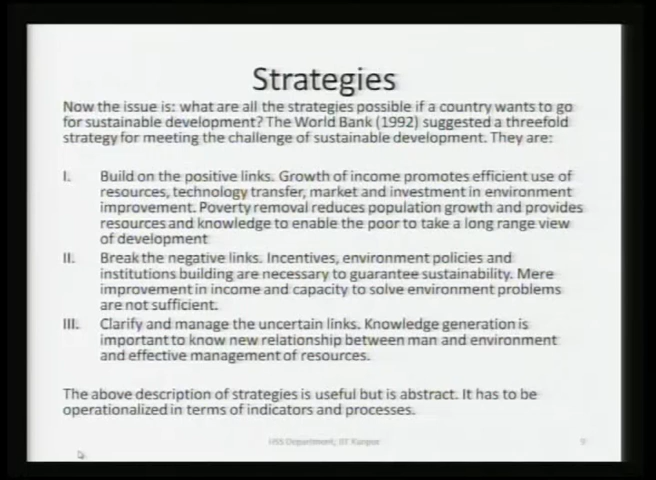 Strategies
Now the issue is: what are all the strategies possible if a country wants to go
for sustainable development? The World Bank (1992) suggested a threefold
strategy for meeting the challenge of sustainable development. They are:
I. Build on the positive links. Growth of income promotes efficient use of
resources, technology transfer, market and investment in environment
improvement. Poverty removal reduces population growth and provides
resources and knowledge to enable the poor to take a long range view
of development
II. Break the negative links. Incentives, environment policies and
institutions building are necessary to guarantee sustainability. Mere
improvement in income and capacity to solve environment problems
are not sufficient.
III. Clarify and manage the uncertain links. Knowledge generation is
important to know new relationship between man and environment
and effective management of resources.
The above description of strategies is useful but is abstract. It has to be
operationalized in terms of indicators and processes.
HSS Department, IIT Kanpur
9